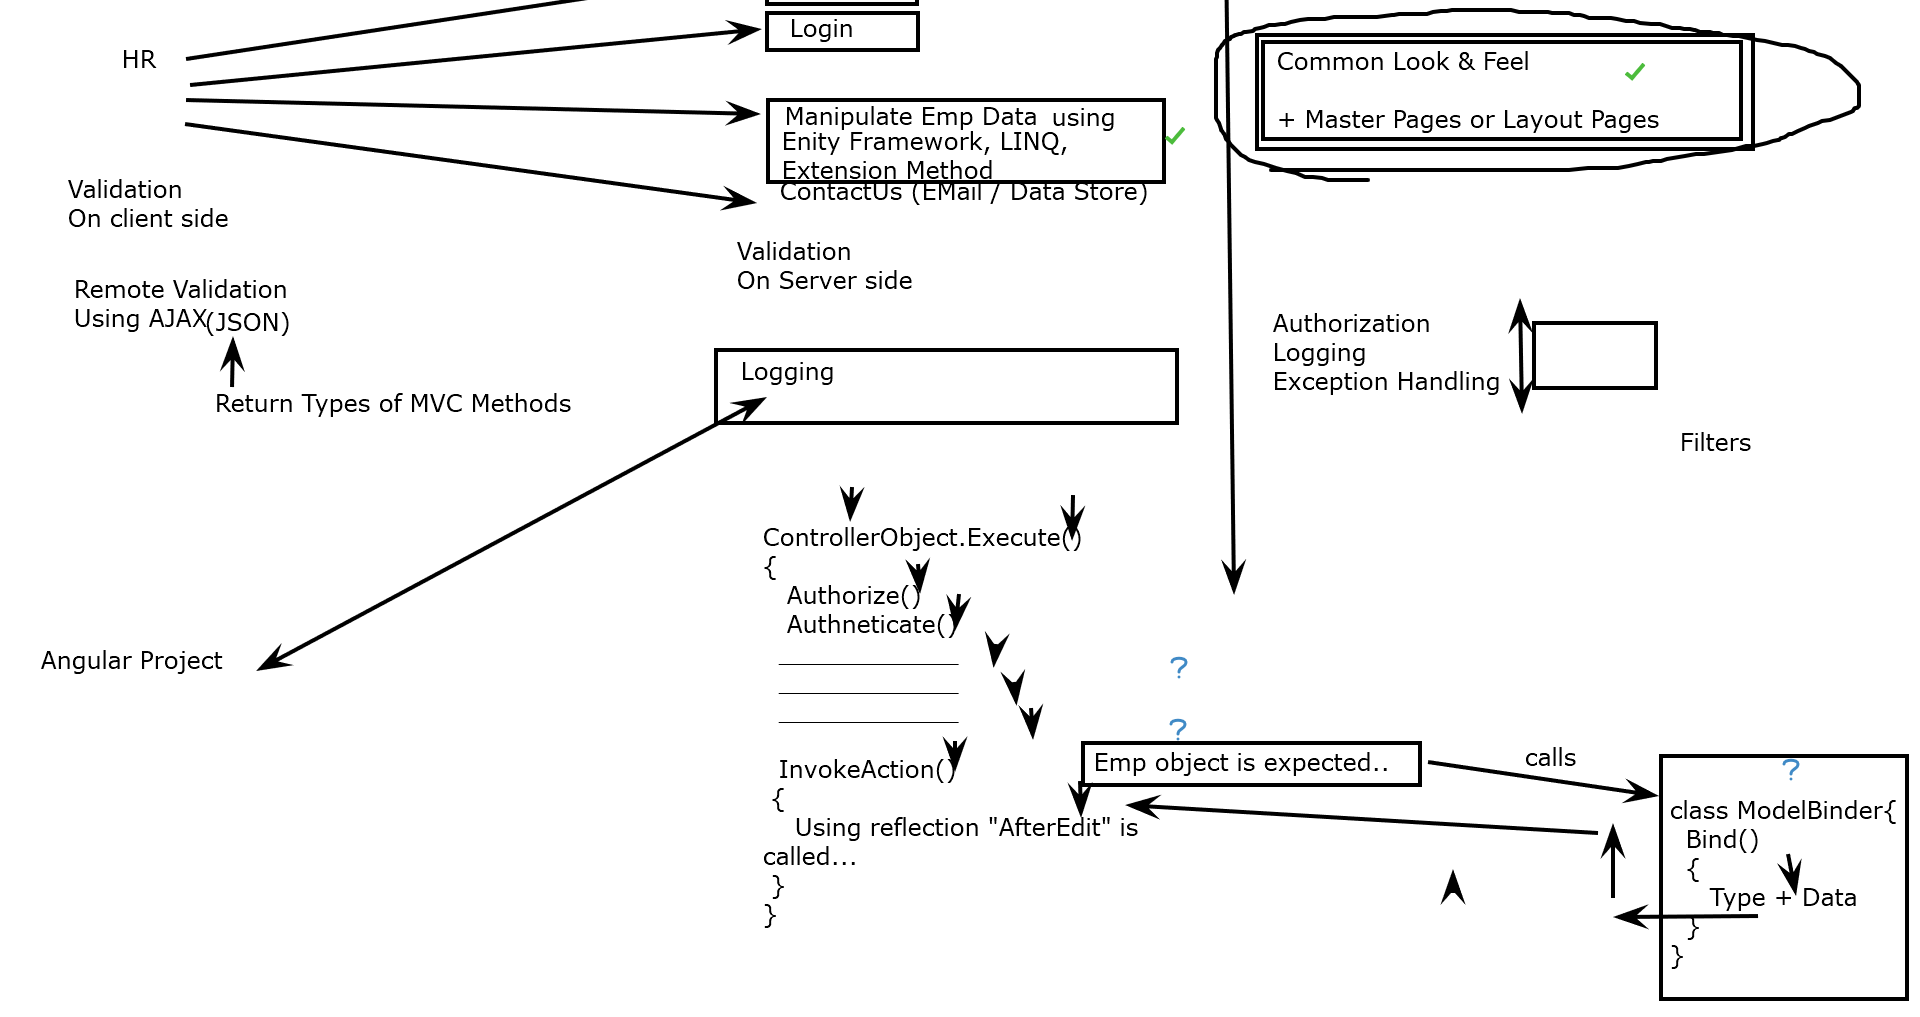 Login
HR
Common Look & Feel
+ Master Pages or Layout Pages
Manipulate Emp Data using
Enity Framework, LINQ,
Extension Method
ContactUs (EMail / Data Store)
Validation
On client side
Validation
On Server side
Remote Validation
Using AJAX(JSON)
Return Types of MVC Methods
Authorization
Logging
Exception Handling
Filters
Logging
Angular Project
ControllerObject.Execute()
{
Authorize()
Authneticate()
?
?
InvokeAction()
{
Using reflection "AfterEdit" is
called...
}
}
Emp object is expected..
calls
?
class ModelBinder{
Bind()
{
Type + Data
}
}